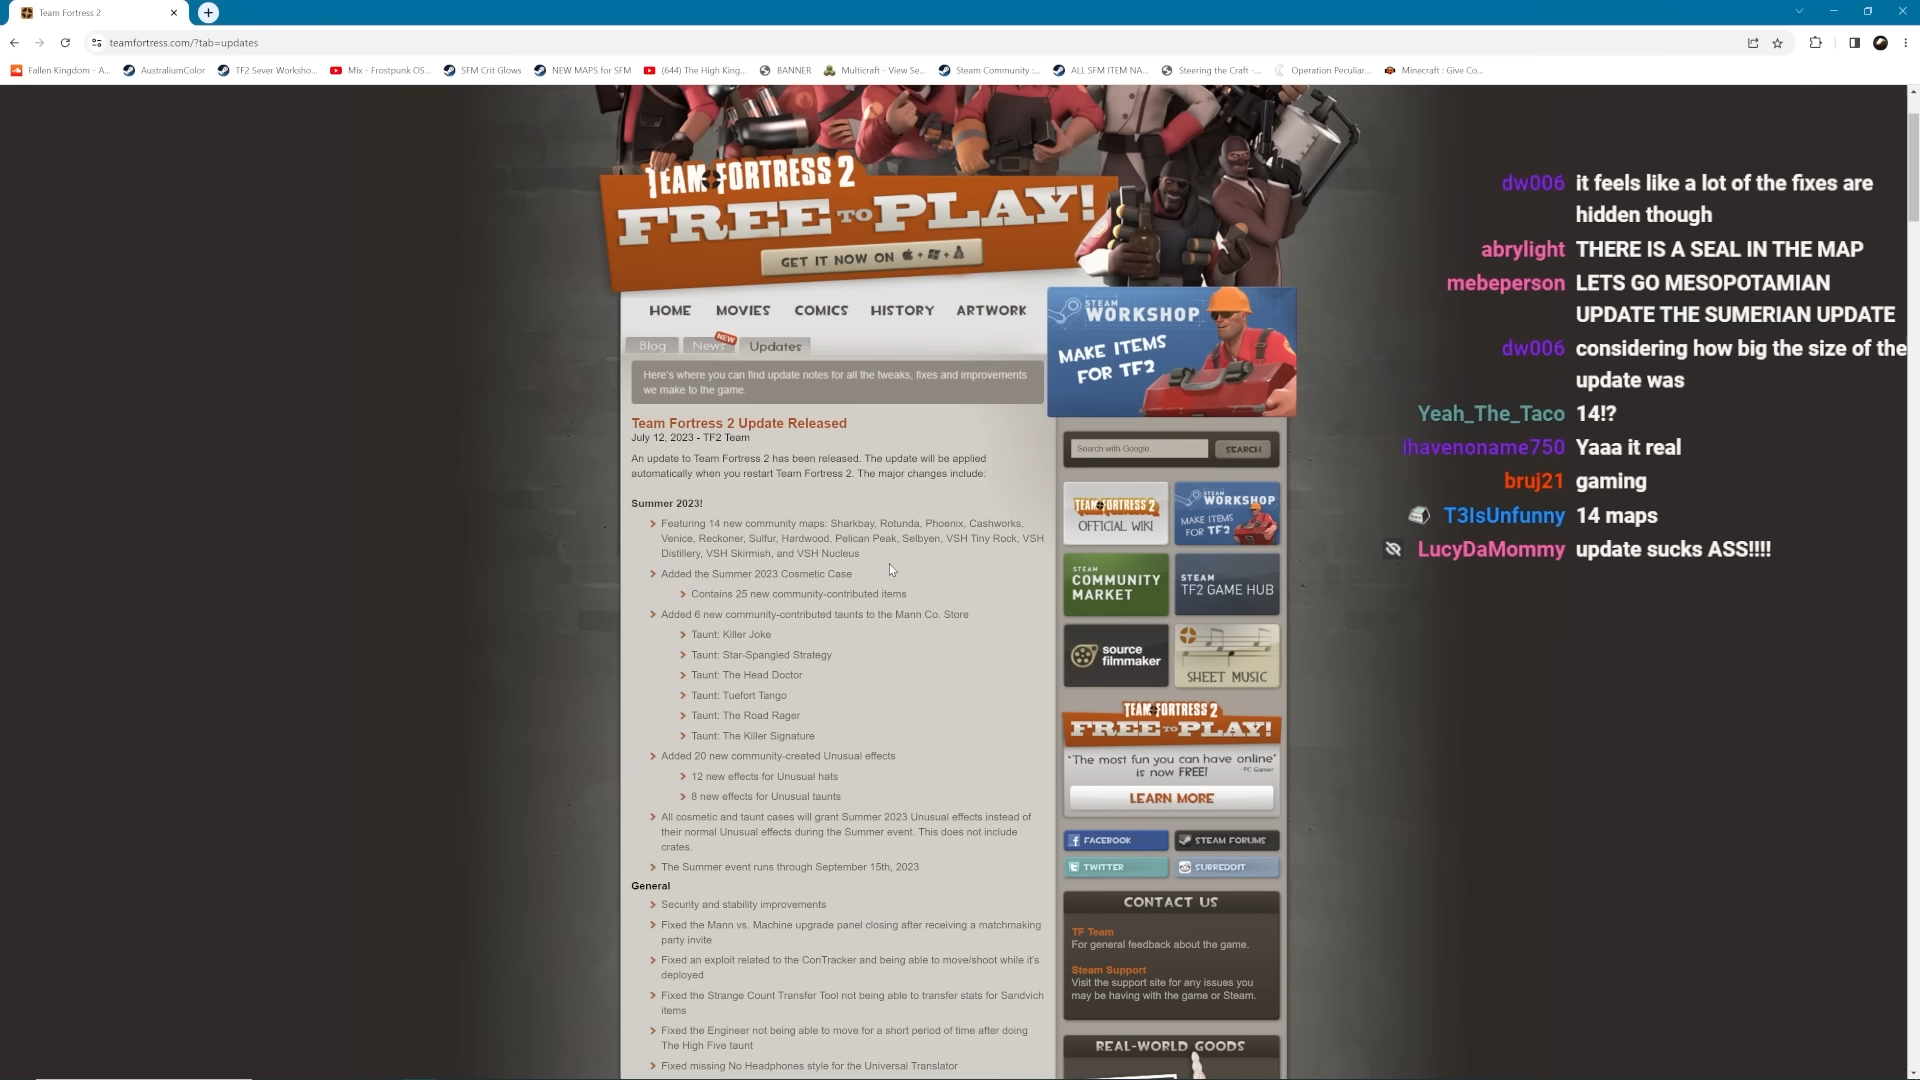 Team Fortress 2
teamfortress.com/?tab=updates
Fallen Kingdom - A...
AustraliumColor
TF2 Sever Worksho...
Mix - Frostpunk OS...
SFM Crit Glows
NEW MAPS for SFM
(644) The High King...
BANNER
Multicraft - View Se...
Steam Community :...
ALL SFM ITEM NA...
Steering the Craft -...
Operation Peculiar...
Minecraft : Give Co...
TEAM FORTRESS 2
FREE TO PLAY!
GET IT NOW ON + +
HOME MOVIES COMICS HISTORY ARTWORK
Blog News NEW Updates
Here's where you can find update notes for all the tweaks, fixes and improvements
we make to the game.
Team Fortress 2 Update Released
July 12, 2023 - TF2 Team
An update to Team Fortress 2 has been released. The update will be applied
automatically when you restart Team Fortress 2. The major changes include:
Summer 2023!
Featuring 14 new community maps: Sharkbay, Rotunda, Phoenix, Cashworks,
Venice, Reckoner, Sulfur, Hardwood, Pelican Peak, Selbyen, VSH Tiny Rock, VSH
Distillery, VSH Skirmish, and VSH Nucleus
Added the Summer 2023 Cosmetic Case
Contains 25 new community-contributed items
Added 6 new community-contributed taunts to the Mann Co. Store
Taunt: Killer Joke
Taunt: Star-Spangled Strategy
Taunt: The Head Doctor
Taunt: Tuefort Tango
Taunt: The Road Rager
Taunt: The Killer Signature
Added 20 new community-created Unusual effects
12 new effects for Unusual hats
8 new effects for Unusual taunts
All cosmetic and taunt cases will grant Summer 2023 Unusual effects instead of
their normal Unusual effects during the Summer event. This does not include
crates.
The Summer event runs through September 15th, 2023
General
Security and stability improvements
Fixed the Mann vs. Machine upgrade panel closing after receiving a matchmaking
party invite
Fixed an exploit related to the ConTracker and being able to move/shoot while it's
deployed
Fixed the Strange Count Transfer Tool not being able to transfer stats for Sandvich
items
Fixed the Engineer not being able to move for a short period of time after doing
The High Five taunt
Fixed missing No Headphones style for the Universal Translator
STEAM
WORKSHOP
MAKE ITEMS
FOR TF2
Search with Google... SEARCH
TEAM FORTRESS 2
OFFICIAL WIKI
STEAM
WORKSHOP
MAKE ITEMS
FOR TF2
STEAM
COMMUNITY
MARKET
STEAM
TF2 GAME HUB
source
filmmaker
SHEET MUSIC
TEAM FORTRESS 2
FREE TO PLAY!
"The most fun you can have online"
is now FREE! - PC Gamer
LEARN MORE
FACEBOOK STEAM FORUMS
TWITTER SUBREDDIT
CONTACT US
TF Team
For general feedback about the game.
Steam Support
Visit the support site for any issues you
may be having with the game or Steam.
REAL-WORLD GOODS
dw006 it feels like a lot of the fixes are
hidden though
abrylight THERE IS A SEAL IN THE MAP
mebeperson LETS GO MESOPOTAMIAN
UPDATE THE SUMERIAN UPDATE
dw006 considering how big the size of the
update was
Yeah_The_Taco 14!?
ihavenoname750 Yaaa it real
bruj21 gaming
T3IsUnfunny 14 maps
LucyDaMommy update sucks ASS!!!!